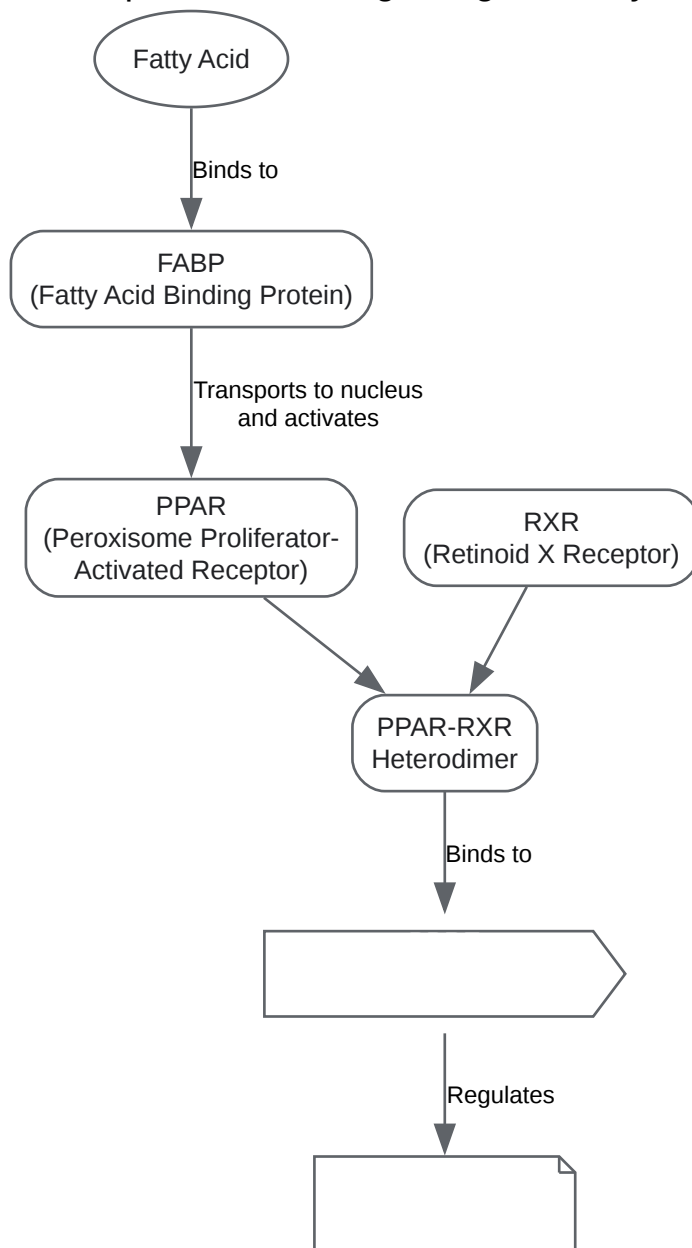 Fatty Acid
Binds to
FABP
(Fatty Acid Binding Protein)
Transports to nucleus
and activates
PPAR
(Peroxisome Proliferator-
Activated Receptor)
RXR
(Retinoid X Receptor)
PPAR-RXR
Heterodimer
Binds to
Regulates